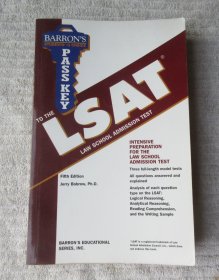 BARRON'S
PASS KEY
TO THE
LSAT®
LAW SCHOOL ADMISSION TEST
Fifth Edition
Jerry Bobrow, Ph.D.
INTENSIVE
PREPARATION
FOR THE
LAW SCHOOL
ADMISSION TEST
Three full-length model tests
All questions answered and
explained
Analysis of each question
type on the LSAT:
Logical Reasoning,
Analytical Reasoning,
Reading Comprehension,
and the Writing Sample
BARRON'S EDUCATIONAL
SERIES, INC.